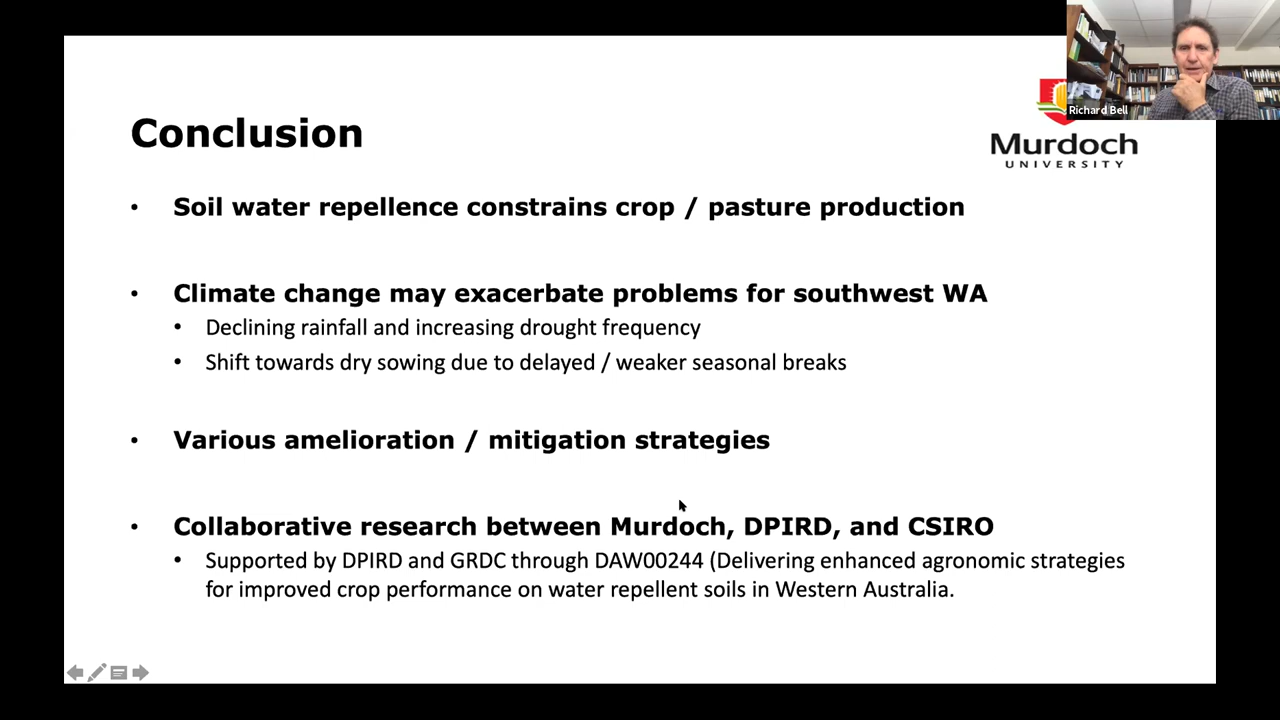 Richard Bell
Conclusion
Murdoch
UNIVERSITY
• Soil water repellence constrains crop / pasture production
• Climate change may exacerbate problems for southwest WA
• Declining rainfall and increasing drought frequency
• Shift towards dry sowing due to delayed / weaker seasonal breaks
• Various amelioration / mitigation strategies
• Collaborative research between Murdoch, DPIRD, and CSIRO
• Supported by DPIRD and GRDC through DAW00244 (Delivering enhanced agronomic strategies
for improved crop performance on water repellent soils in Western Australia.